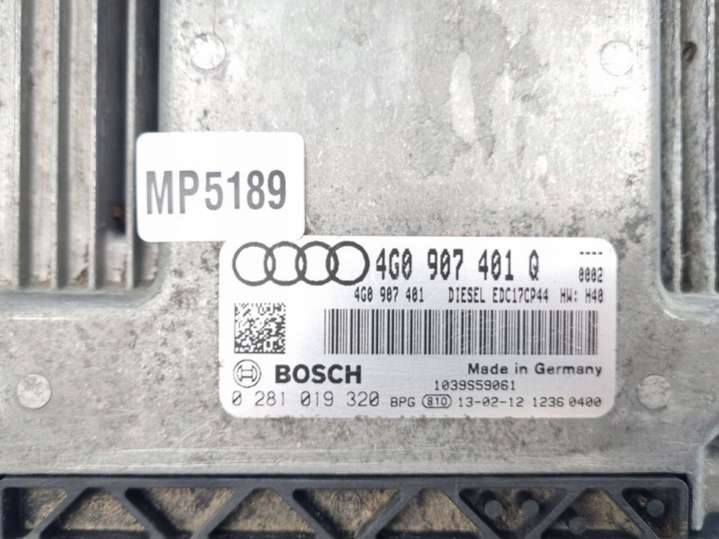 MP5189
4G0 907 401 Q
----
0002
4G0 907 401 DIESEL EDC17CP44 HW: H40
BOSCH
Made in Germany
1039S59061
0 281 019 320 BPG 810 13-02-12 1236 0400